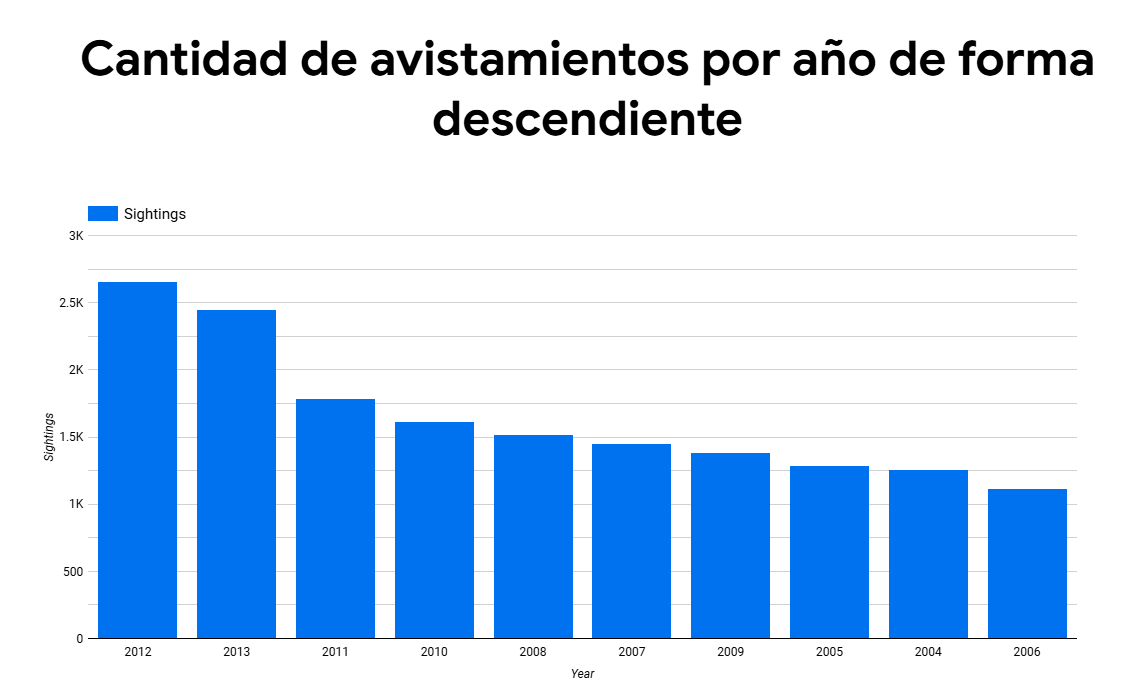 Cantidad de avistamientos por año de forma
descendiente
Sightings
3K
2.5K
2K
1.5K
1K
500
0
Sightings
2012 2013 2011 2010 2008 2007 2009 2005 2004 2006
Year